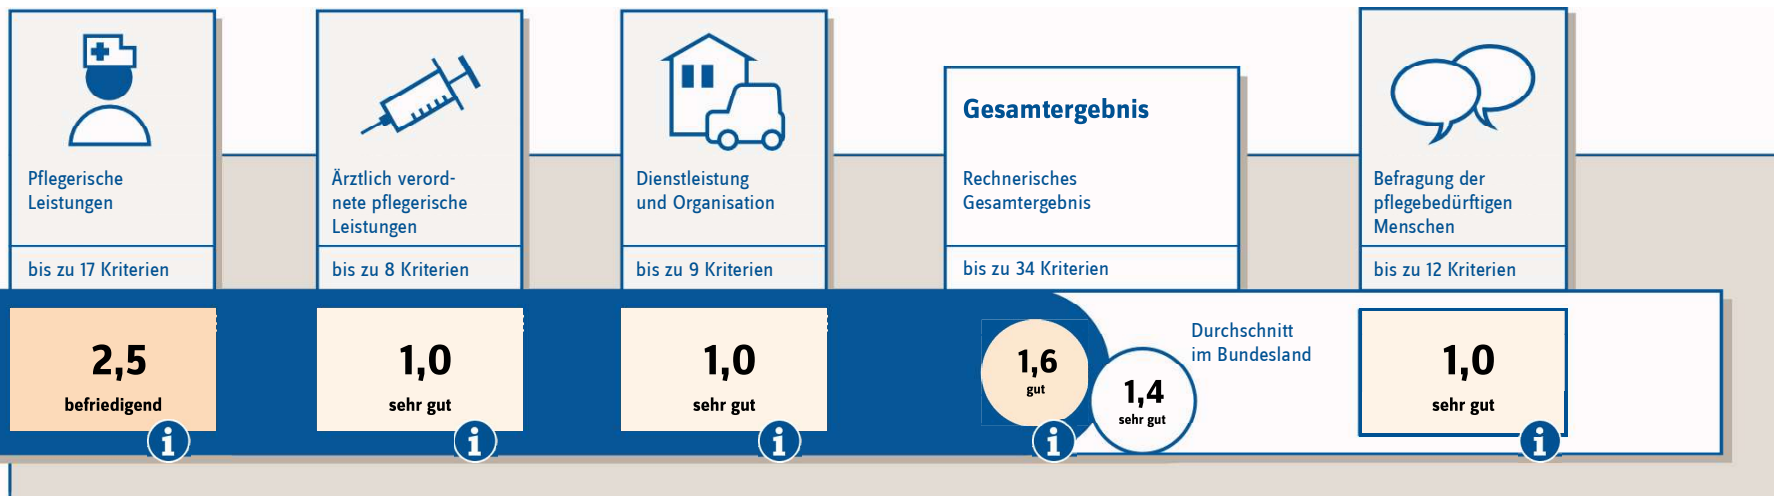 Pflegerische
Leistungen
bis zu 17 Kriterien
2,5
befriedigend
i
Ärztlich verord-
nete pflegerische
Leistungen
bis zu 8 Kriterien
1,0
sehr gut
i
Dienstleistung
und Organisation
bis zu 9 Kriterien
1,0
sehr gut
i
Gesamtergebnis
Rechnerisches
Gesamtergebnis
bis zu 34 Kriterien
1,6
gut
i
1,4
sehr gut
Durchschnitt
im Bundesland
Befragung der
pflegebedürftigen
Menschen
bis zu 12 Kriterien
1,0
sehr gut
i